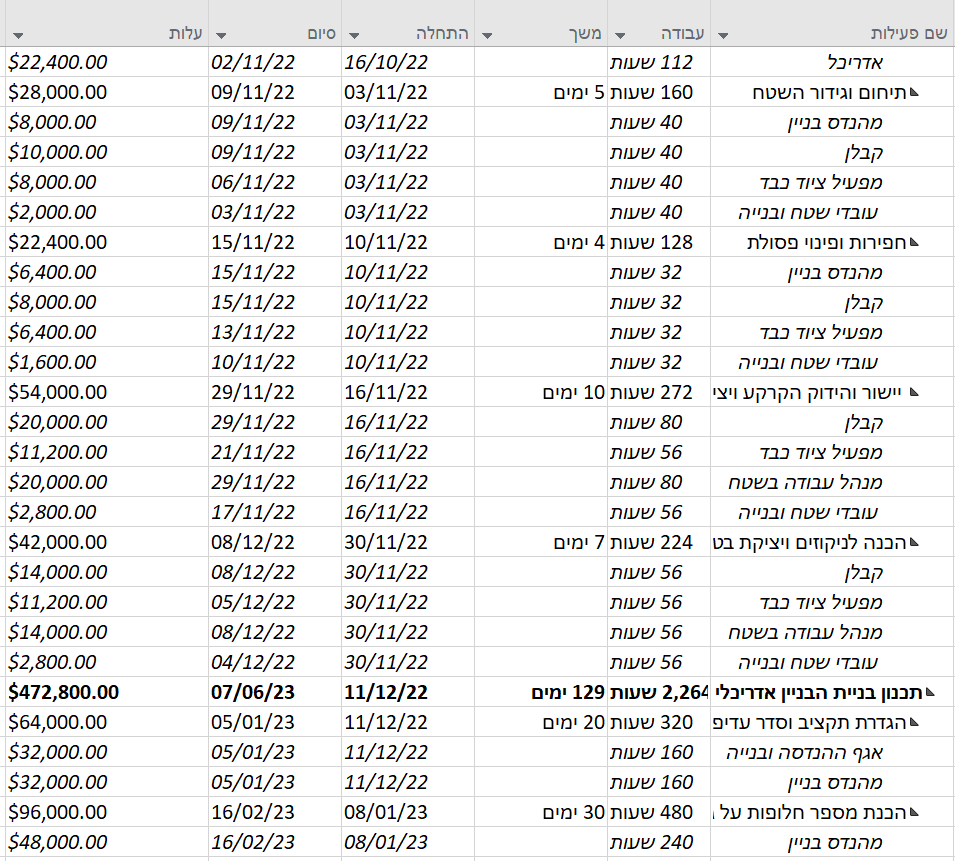 שם פעילות עבודה משך התחלה סיום עלות
אדריכל 112 שעות 16/10/22 02/11/22 $22,400.00
תיחום וגידור השטח 160 שעות 5 ימים 03/11/22 09/11/22 $28,000.00
מהנדס בניין 40 שעות 03/11/22 09/11/22 $8,000.00
קבלן 40 שעות 03/11/22 09/11/22 $10,000.00
מפעיל ציוד כבד 40 שעות 03/11/22 06/11/22 $8,000.00
עובדי שטח ובנייה 40 שעות 03/11/22 03/11/22 $2,000.00
חפירות ופינוי פסולת 128 שעות 4 ימים 10/11/22 15/11/22 $22,400.00
מהנדס בניין 32 שעות 10/11/22 15/11/22 $6,400.00
קבלן 32 שעות 10/11/22 15/11/22 $8,000.00
מפעיל ציוד כבד 32 שעות 10/11/22 13/11/22 $6,400.00
עובדי שטח ובנייה 32 שעות 10/11/22 10/11/22 $1,600.00
יישור והידוק הקרקע ויצי 272 שעות 10 ימים 16/11/22 29/11/22 $54,000.00
קבלן 80 שעות 16/11/22 29/11/22 $20,000.00
מפעיל ציוד כבד 56 שעות 16/11/22 21/11/22 $11,200.00
מנהל עבודה בשטח 80 שעות 16/11/22 29/11/22 $20,000.00
עובדי שטח ובנייה 56 שעות 16/11/22 17/11/22 $2,800.00
הכנה לניקוזים ויציקת בט 224 שעות 7 ימים 30/11/22 08/12/22 $42,000.00
קבלן 56 שעות 30/11/22 08/12/22 $14,000.00
מפעיל ציוד כבד 56 שעות 30/11/22 05/12/22 $11,200.00
מנהל עבודה בשטח 56 שעות 30/11/22 08/12/22 $14,000.00
עובדי שטח ובנייה 56 שעות 30/11/22 04/12/22 $2,800.00
תכנון בניית הבניין אדריכלי 2,264 שעות 129 ימים 11/12/22 07/06/23 $472,800.00
הגדרת תקציב וסדר עדיפ 320 שעות 20 ימים 11/12/22 05/01/23 $64,000.00
אגף ההנדסה ובנייה 160 שעות 11/12/22 05/01/23 $32,000.00
מהנדס בניין 160 שעות 11/12/22 05/01/23 $32,000.00
הכנת מספר חלופות על 480 שעות 30 ימים 08/01/23 16/02/23 $96,000.00
מהנדס בניין 240 שעות 08/01/23 16/02/23 $48,000.00